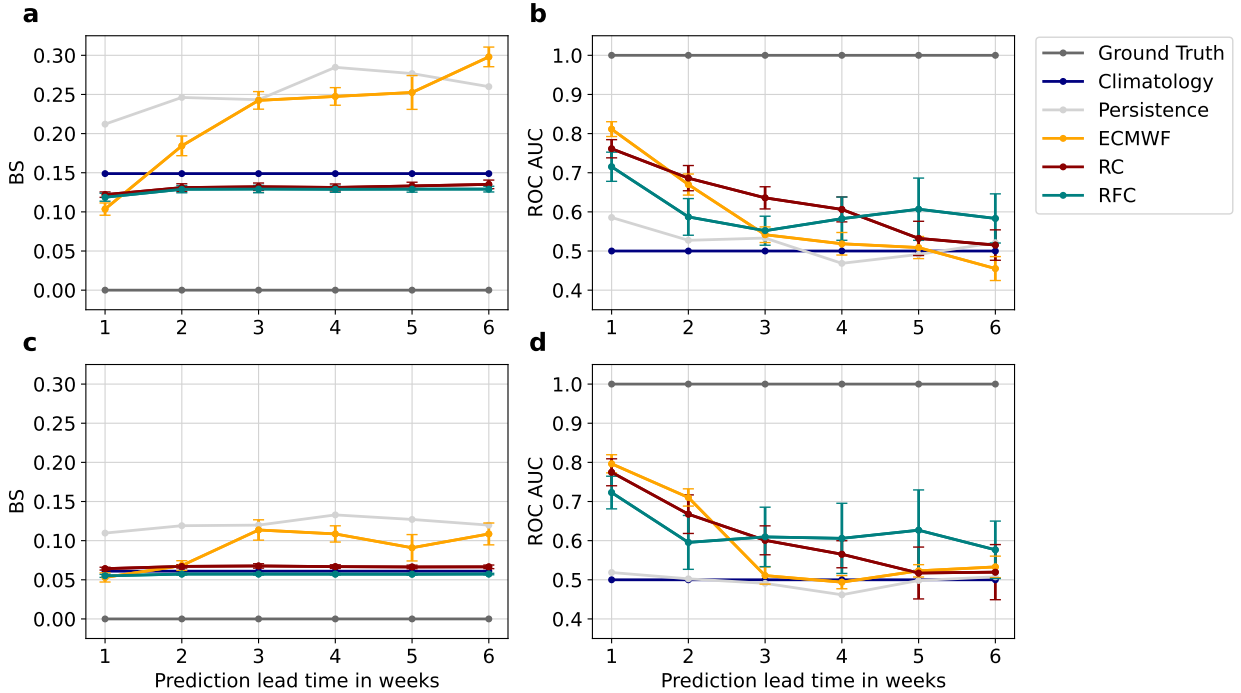 a
0.30
0.25
0.20
0.15
0.10
0.05
0.00
BS
1 2 3 4 5 6
b
1.0
0.9
0.8
0.7
0.6
0.5
0.4
ROC AUC
1 2 3 4 5 6
Ground Truth
Climatology
Persistence
ECMWF
RC
RFC
c
0.30
0.25
0.20
0.15
0.10
0.05
0.00
BS
1 2 3 4 5 6
Prediction lead time in weeks
d
1.0
0.9
0.8
0.7
0.6
0.5
0.4
ROC AUC
1 2 3 4 5 6
Prediction lead time in weeks